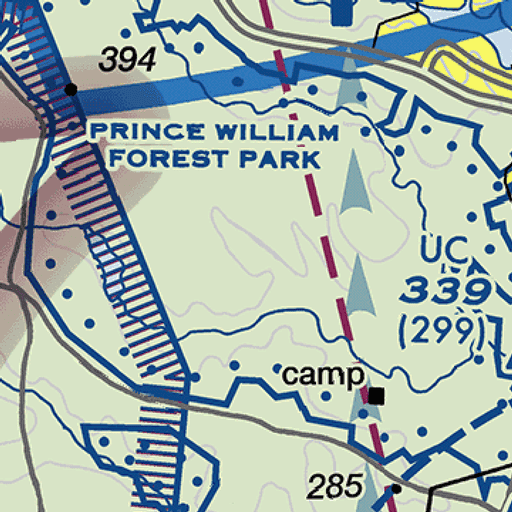 394
PRINCE WILLIAM
FOREST PARK
UC
339
(299)
camp
285